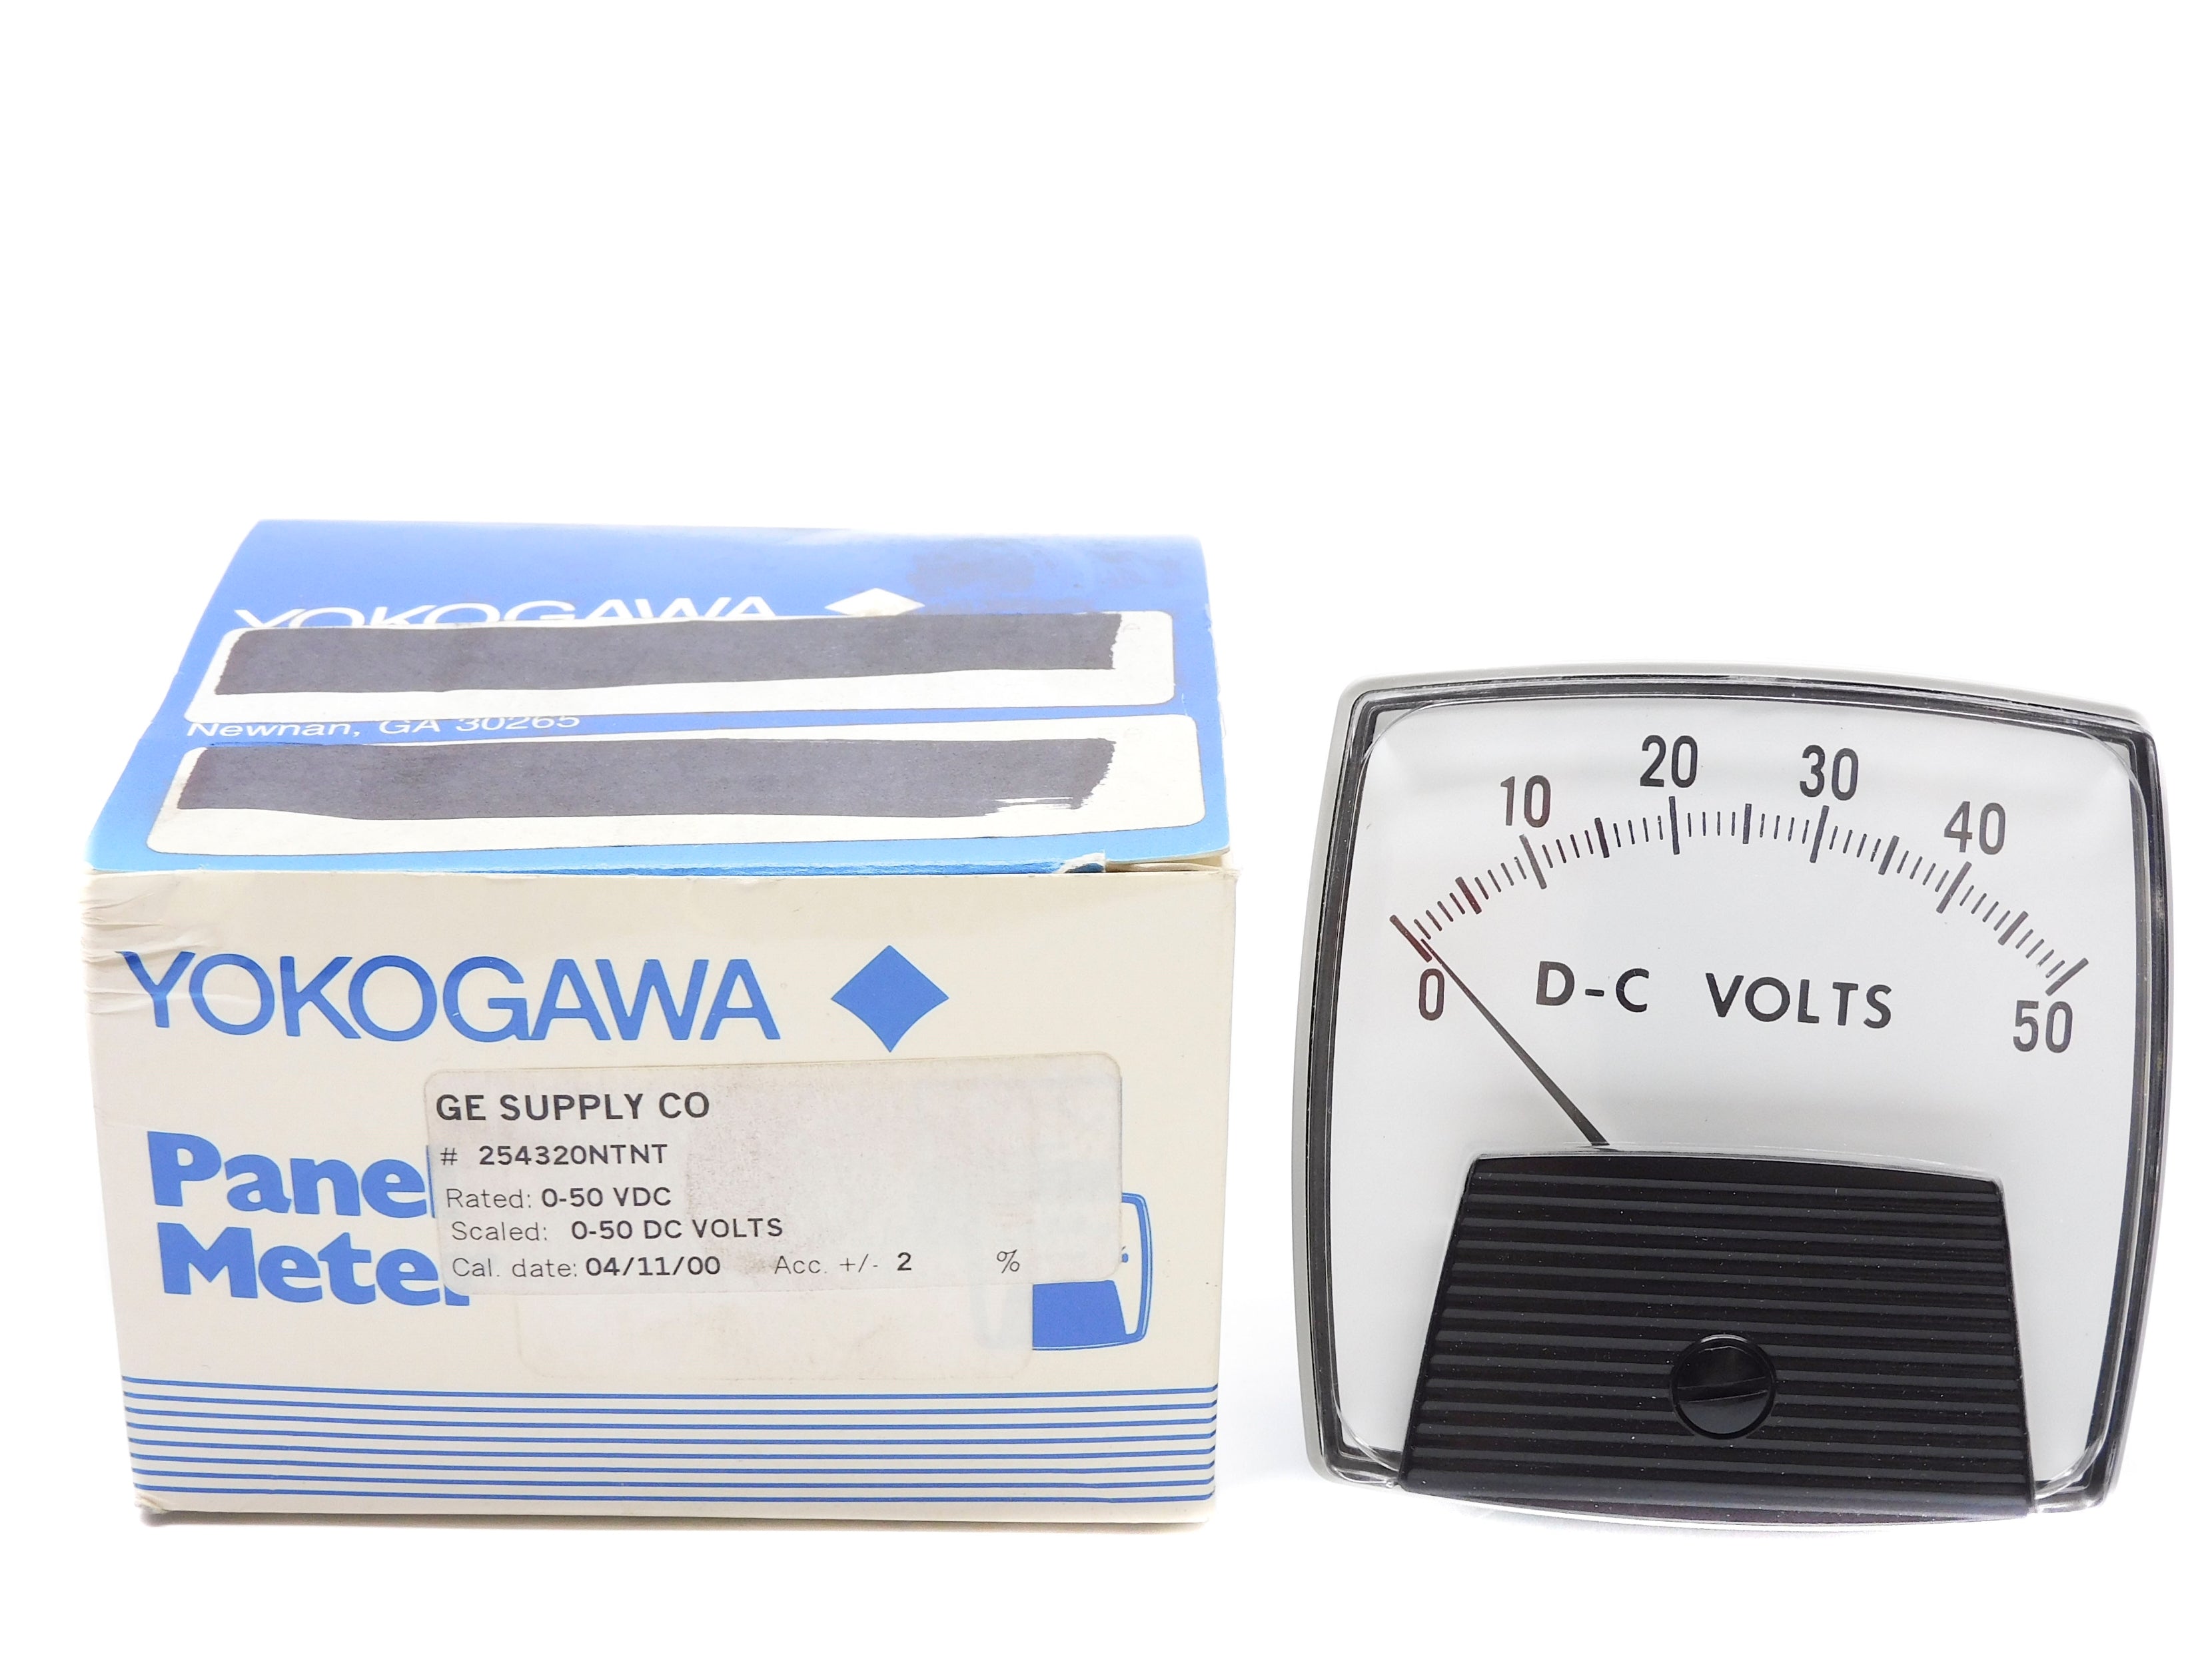 YOKOGAWA
Newnan, GA 30265
YOKOGAWA
Panel
Meter
GE SUPPLY CO
# 254320NTNT
Rated: 0-50 VDC
Scaled: 0-50 DC VOLTS
Cal. date: 04/11/00 Acc. +/- 2 %
0 10 20 30 40 50
D-C VOLTS